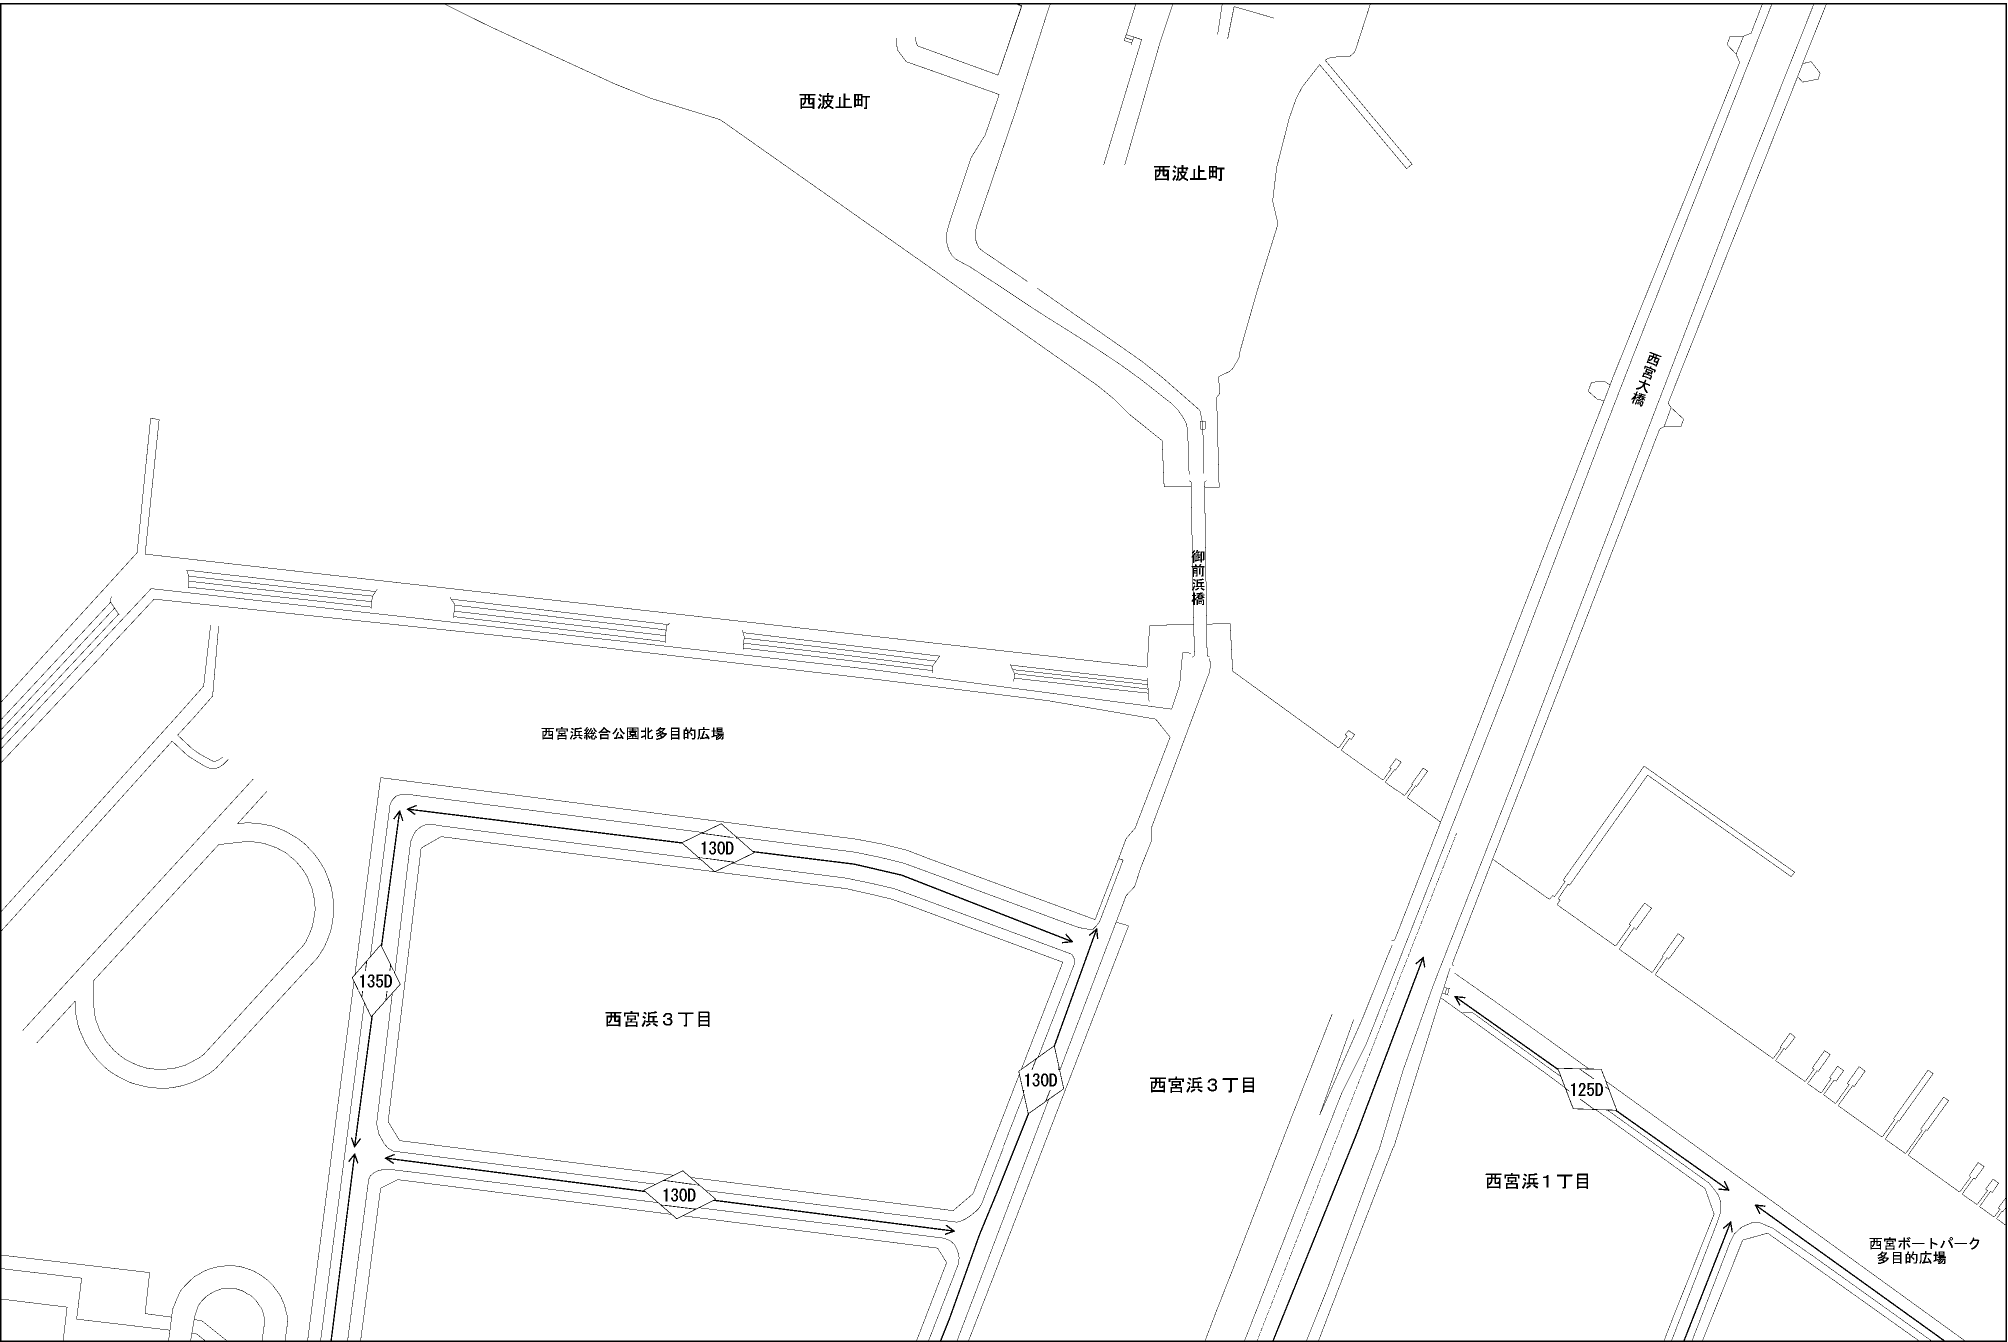 西波止町
西波止町
西宮大橋
御前浜橋
西宮浜総合公園北多目的広場
130D
135D
西宮浜３丁目
130D
西宮浜３丁目
125D
西宮浜１丁目
130D
西宮ボートパーク
多目的広場